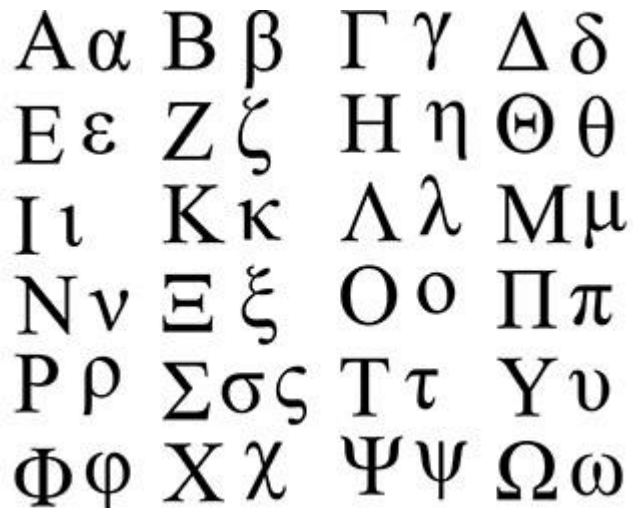 Α α Β β Γ γ Δ δ
Ε ε Ζ ζ Η η Θ θ
Ι ι Κ κ Λ λ Μ μ
Ν ν Ξ ξ Ο ο Π π
Ρ ρ Σ σ ς Τ τ Υ υ
Φ φ Χ χ Ψ ψ Ω ω